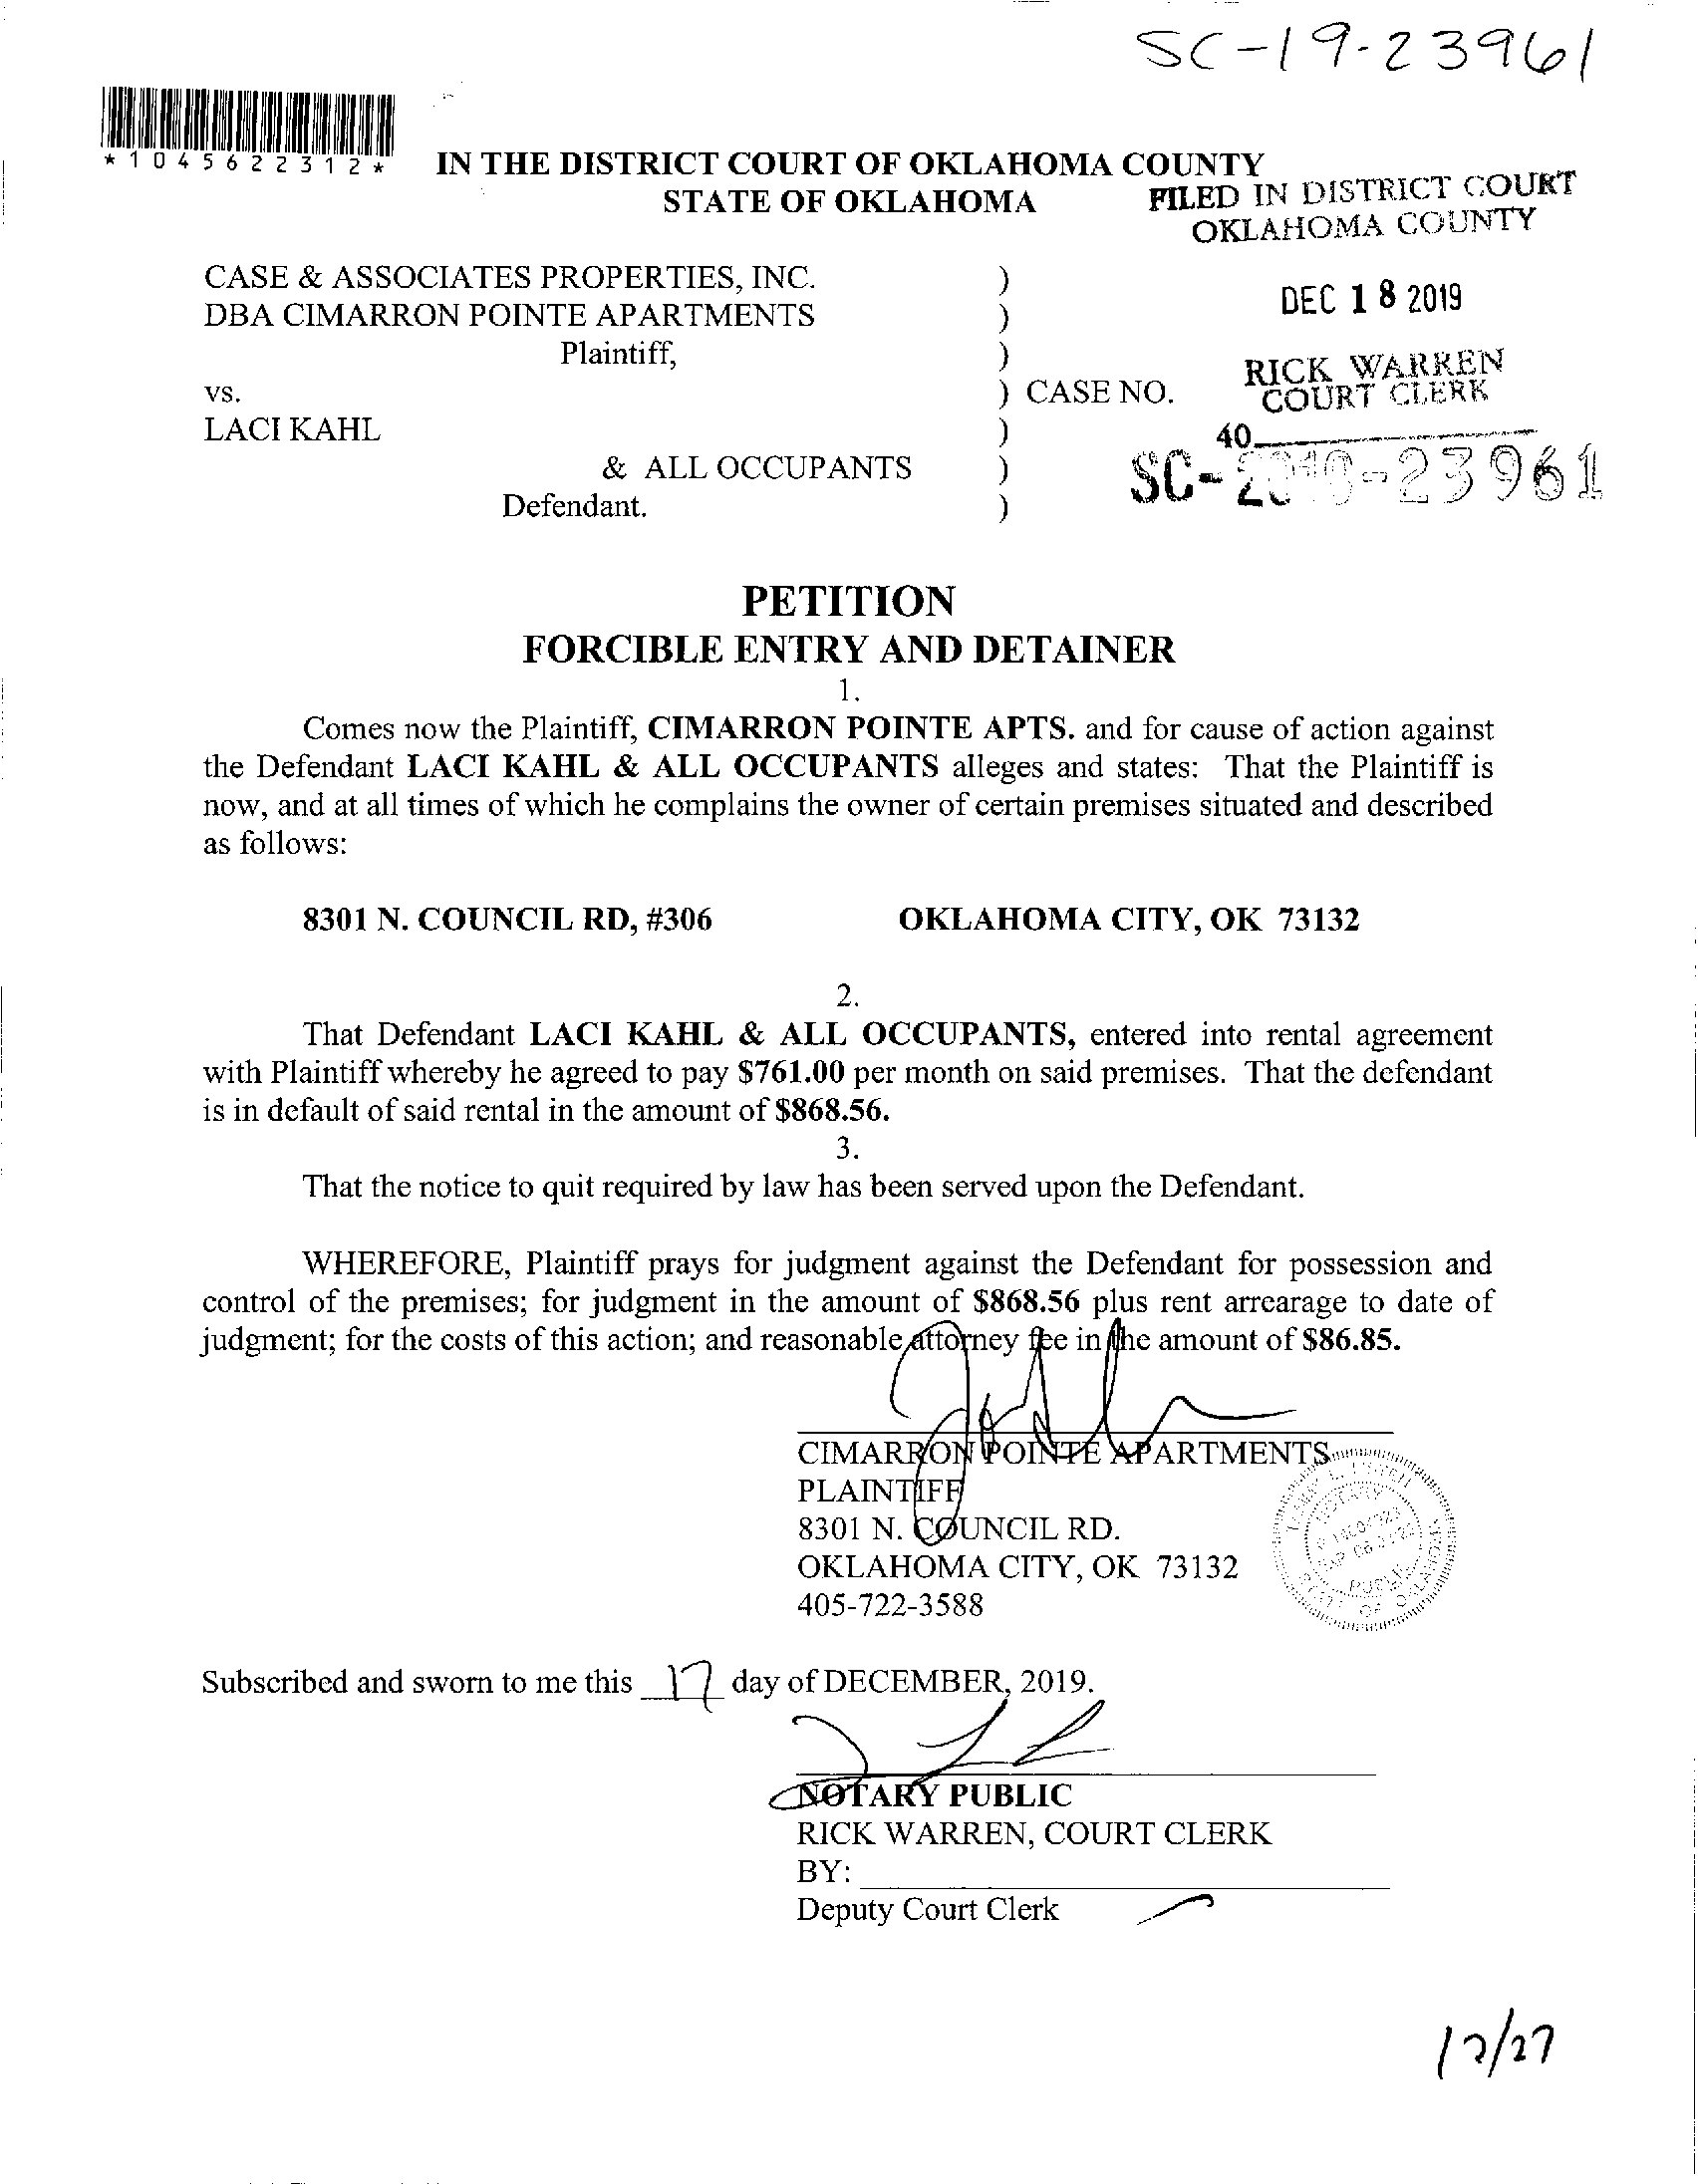 SC-19-23961
*1045622312*
IN THE DISTRICT COURT OF OKLAHOMA COUNTY
STATE OF OKLAHOMA
FILED IN DISTRICT COURT
OKLAHOMA COUNTY
CASE & ASSOCIATES PROPERTIES, INC. )
DBA CIMARRON POINTE APARTMENTS )
DEC 18 2019
Plaintiff, )
RICK WARREN
COURT CLERK
vs. ) CASE NO.
LACI KAHL )
40
& ALL OCCUPANTS )
SC-2019-23961
Defendant. )
PETITION
FORCIBLE ENTRY AND DETAINER
1.
Comes now the Plaintiff, CIMARRON POINTE APTS. and for cause of action against
the Defendant LACI KAHL & ALL OCCUPANTS alleges and states: That the Plaintiff is
now, and at all times of which he complains the owner of certain premises situated and described
as follows:
8301 N. COUNCIL RD, #306 OKLAHOMA CITY, OK 73132
2.
That Defendant LACI KAHL & ALL OCCUPANTS, entered into rental agreement
with Plaintiff whereby he agreed to pay $761.00 per month on said premises. That the defendant
is in default of said rental in the amount of $868.56.
3.
That the notice to quit required by law has been served upon the Defendant.
WHEREFORE, Plaintiff prays for judgment against the Defendant for possession and
control of the premises; for judgment in the amount of $868.56 plus rent arrearage to date of
judgment; for the costs of this action; and reasonable attorney fee in the amount of $86.85.
CIMARRON POINTE APARTMENTS
PLAINTIFF
8301 N. COUNCIL RD.
OKLAHOMA CITY, OK 73132
405-722-3588
NOTARY
PUBLIC
OF
Subscribed and sworn to me this 17 day of DECEMBER, 2019.
NOTARY PUBLIC
RICK WARREN, COURT CLERK
BY:
Deputy Court Clerk
12/27